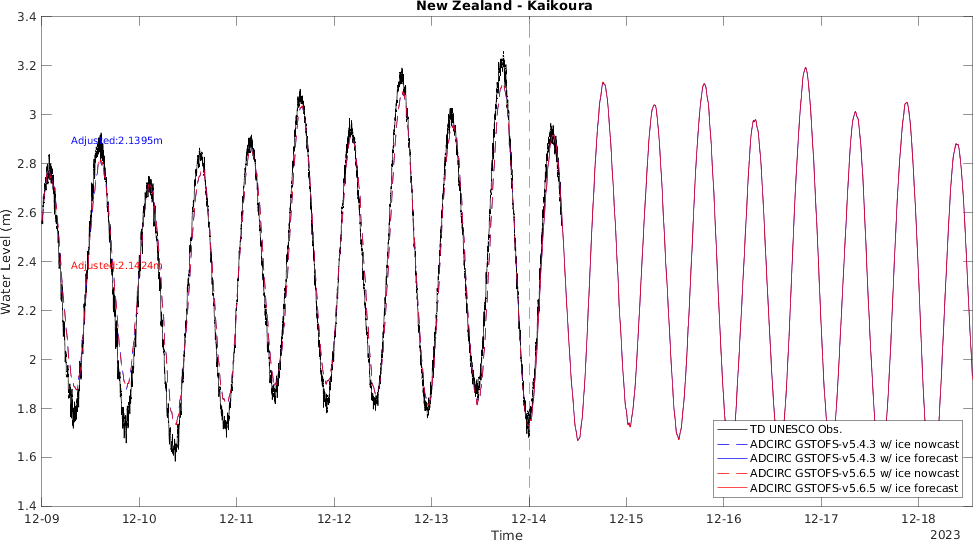 New Zealand - Kaikoura
Water Level (m)
3.4
3.2
3
2.8
2.6
2.4
2.2
2
1.8
1.6
1.4
Adjusted:2.1395m
Adjusted:2.1424m
TD UNESCO Obs.
ADCIRC GSTOFS-v5.4.3 w/ ice nowcast
ADCIRC GSTOFS-v5.4.3 w/ ice forecast
ADCIRC GSTOFS-v5.6.5 w/ ice nowcast
ADCIRC GSTOFS-v5.6.5 w/ ice forecast
12-09 12-10 12-11 12-12 12-13 12-14 12-15 12-16 12-17 12-18
Time
2023